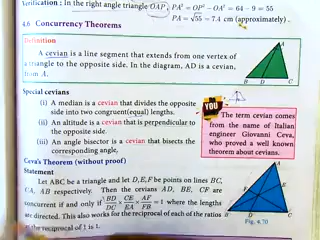 Verification : In the right angle triangle OAP, PA² = OP² – OA² = 64 – 9 = 55
PA = √55 = 7.4 cm (approximately) .
4.6 Concurrency Theorems
Definition
A cevian is a line segment that extends from one vertex of
a triangle to the opposite side. In the diagram, AD is a cevian,
from A.
A
B D C
Special cevians
(i) A median is a cevian that divides the opposite
side into two congruent(equal) lengths.
(ii) An altitude is a cevian that is perpendicular to
the opposite side.
(iii) An angle bisector is a cevian that bisects the
corresponding angle.
YOU
The term cevian comes
from the name of Italian
engineer Giovanni Ceva,
who proved a well known
theorem about cevians.
Ceva's Theorem (without proof)
Statement
Let ABC be a triangle and let D,E,F be points on lines BC,
CA, AB respectively. Then the cevians AD, BE, CF are
concurrent if and only if BD/DC × CE/EA × AF/FB = 1 where the lengths
are directed. This also works for the reciprocal of each of the ratios
as the reciprocal of 1 is 1.
A
F E
B D C
Fig. 4.70